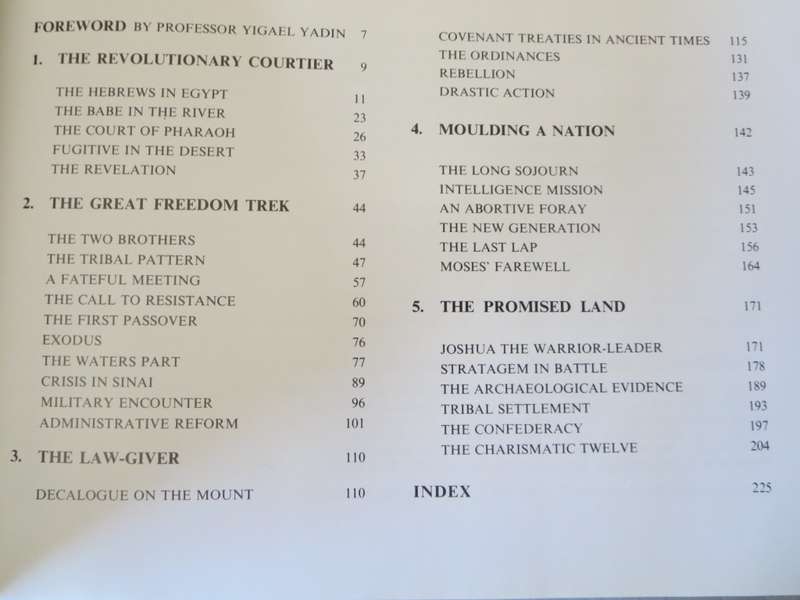 FOREWORD BY PROFESSOR YIGAEL YADIN 7
1. THE REVOLUTIONARY COURTIER 9
THE HEBREWS IN EGYPT 11
THE BABE IN THE RIVER 23
THE COURT OF PHARAOH 26
FUGITIVE IN THE DESERT 33
THE REVELATION 37
2. THE GREAT FREEDOM TREK 44
THE TWO BROTHERS 44
THE TRIBAL PATTERN 47
A FATEFUL MEETING 57
THE CALL TO RESISTANCE 60
THE FIRST PASSOVER 70
EXODUS 76
THE WATERS PART 77
CRISIS IN SINAI 89
MILITARY ENCOUNTER 96
ADMINISTRATIVE REFORM 101
3. THE LAW-GIVER 110
DECALOGUE ON THE MOUNT 110
COVENANT TREATIES IN ANCIENT TIMES 115
THE ORDINANCES 131
REBELLION 137
DRASTIC ACTION 139
4. MOULDING A NATION 142
THE LONG SOJOURN 143
INTELLIGENCE MISSION 145
AN ABORTIVE FORAY 151
THE NEW GENERATION 153
THE LAST LAP 156
MOSES' FAREWELL 164
5. THE PROMISED LAND 171
JOSHUA THE WARRIOR-LEADER 171
STRATAGEM IN BATTLE 178
THE ARCHAEOLOGICAL EVIDENCE 189
TRIBAL SETTLEMENT 193
THE CONFEDERACY 197
THE CHARISMATIC TWELVE 204
INDEX 225